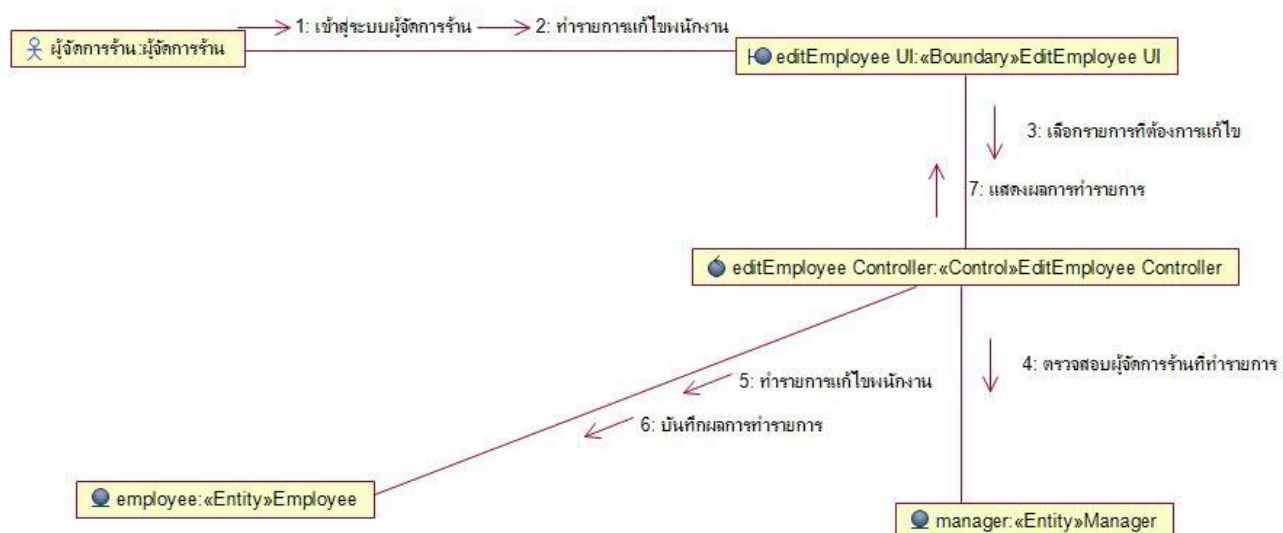 1: เข้าสู่ระบบผู้จัดการร้าน
2: ทำรายการแก้ไขพนักงาน
ผู้จัดการร้าน:ผู้จัดการร้าน
editEmployee UI:«Boundary»EditEmployee UI
3: เลือกรายการที่ต้องการแก้ไข
7: แสดงผลการทำรายการ
editEmployee Controller:«Control»EditEmployee Controller
4: ตรวจสอบผู้จัดการร้านที่ทำรายการ
5: ทำรายการแก้ไขพนักงาน
6: บันทึกผลการทำรายการ
employee:«Entity»Employee
manager:«Entity»Manager